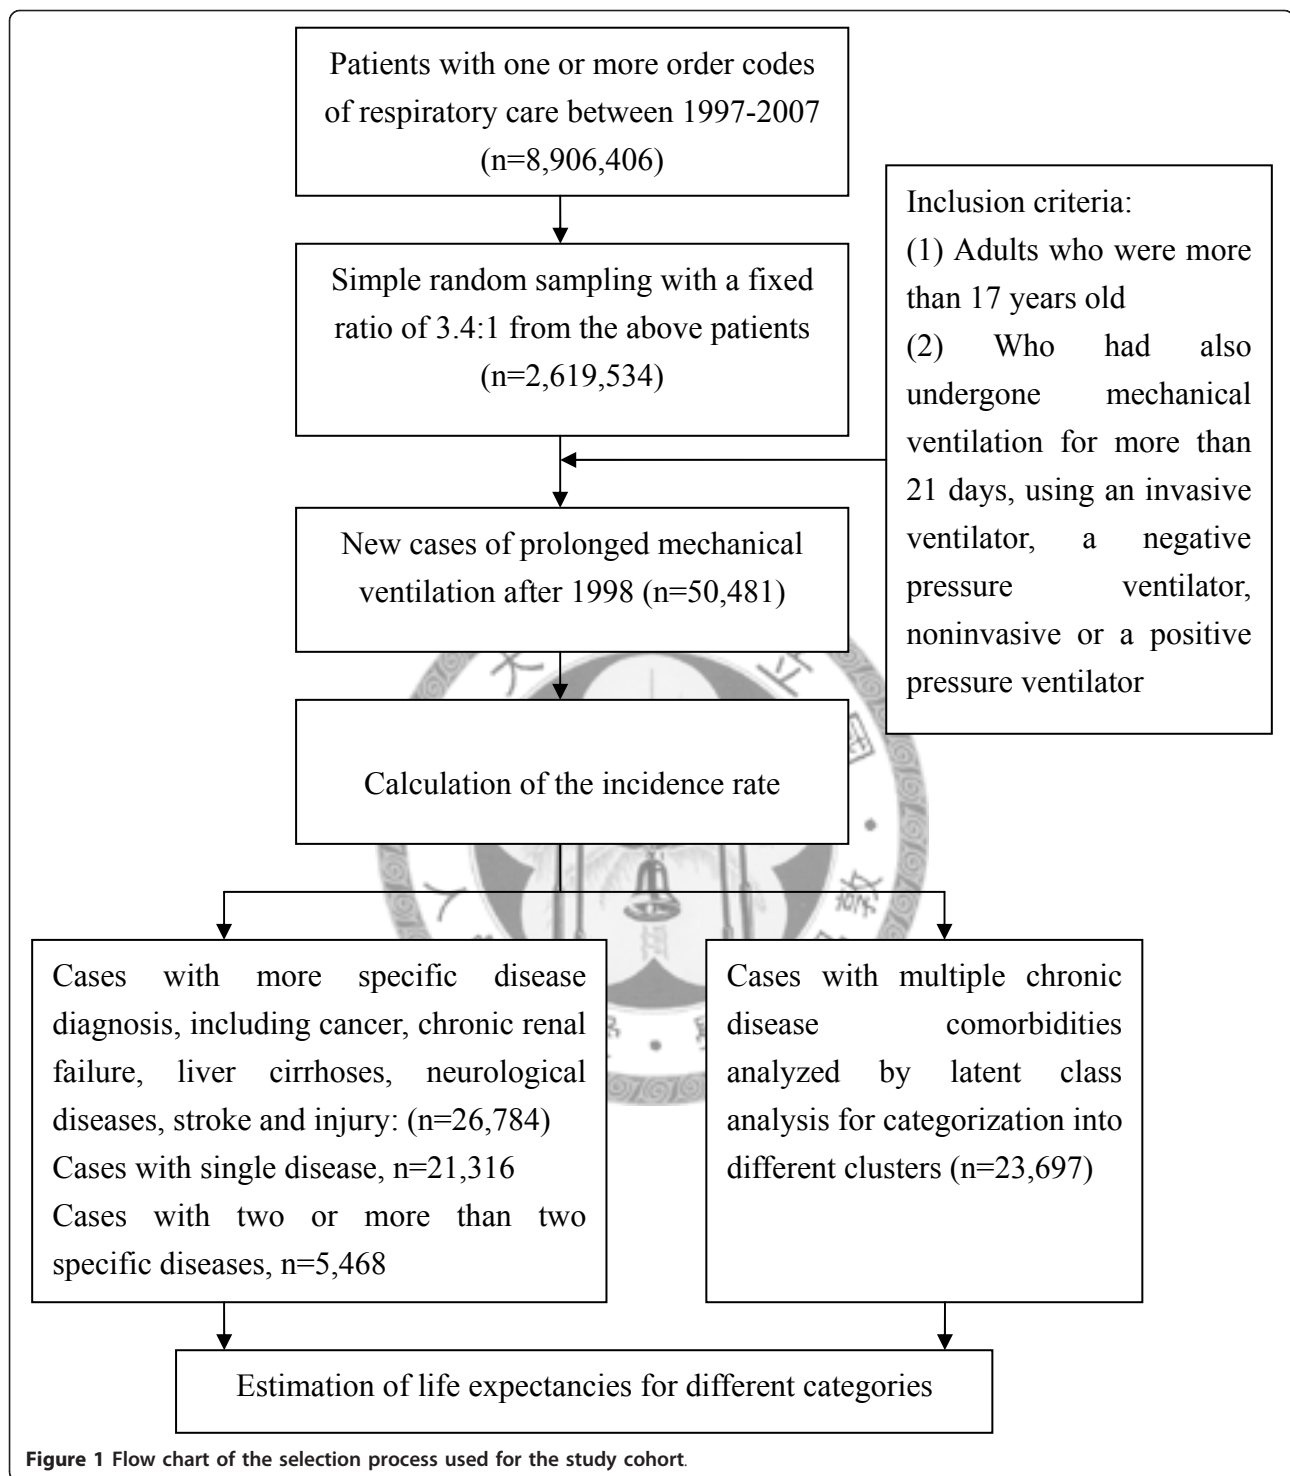 Patients with one or more order codes
of respiratory care between 1997-2007
(n=8,906,406)
Simple random sampling with a fixed
ratio of 3.4:1 from the above patients
(n=2,619,534)
Inclusion criteria:
(1) Adults who were more
than 17 years old
(2) Who had also
undergone mechanical
ventilation for more than
21 days, using an invasive
ventilator, a negative
pressure ventilator,
noninvasive or a positive
pressure ventilator
New cases of prolonged mechanical
ventilation after 1998 (n=50,481)
Calculation of the incidence rate
Cases with more specific disease
diagnosis, including cancer, chronic renal
failure, liver cirrhoses, neurological
diseases, stroke and injury: (n=26,784)
Cases with single disease, n=21,316
Cases with two or more than two
specific diseases, n=5,468
Cases with multiple chronic
disease comorbidities
analyzed by latent class
analysis for categorization into
different clusters (n=23,697)
Estimation of life expectancies for different categories
Figure 1 Flow chart of the selection process used for the study cohort.